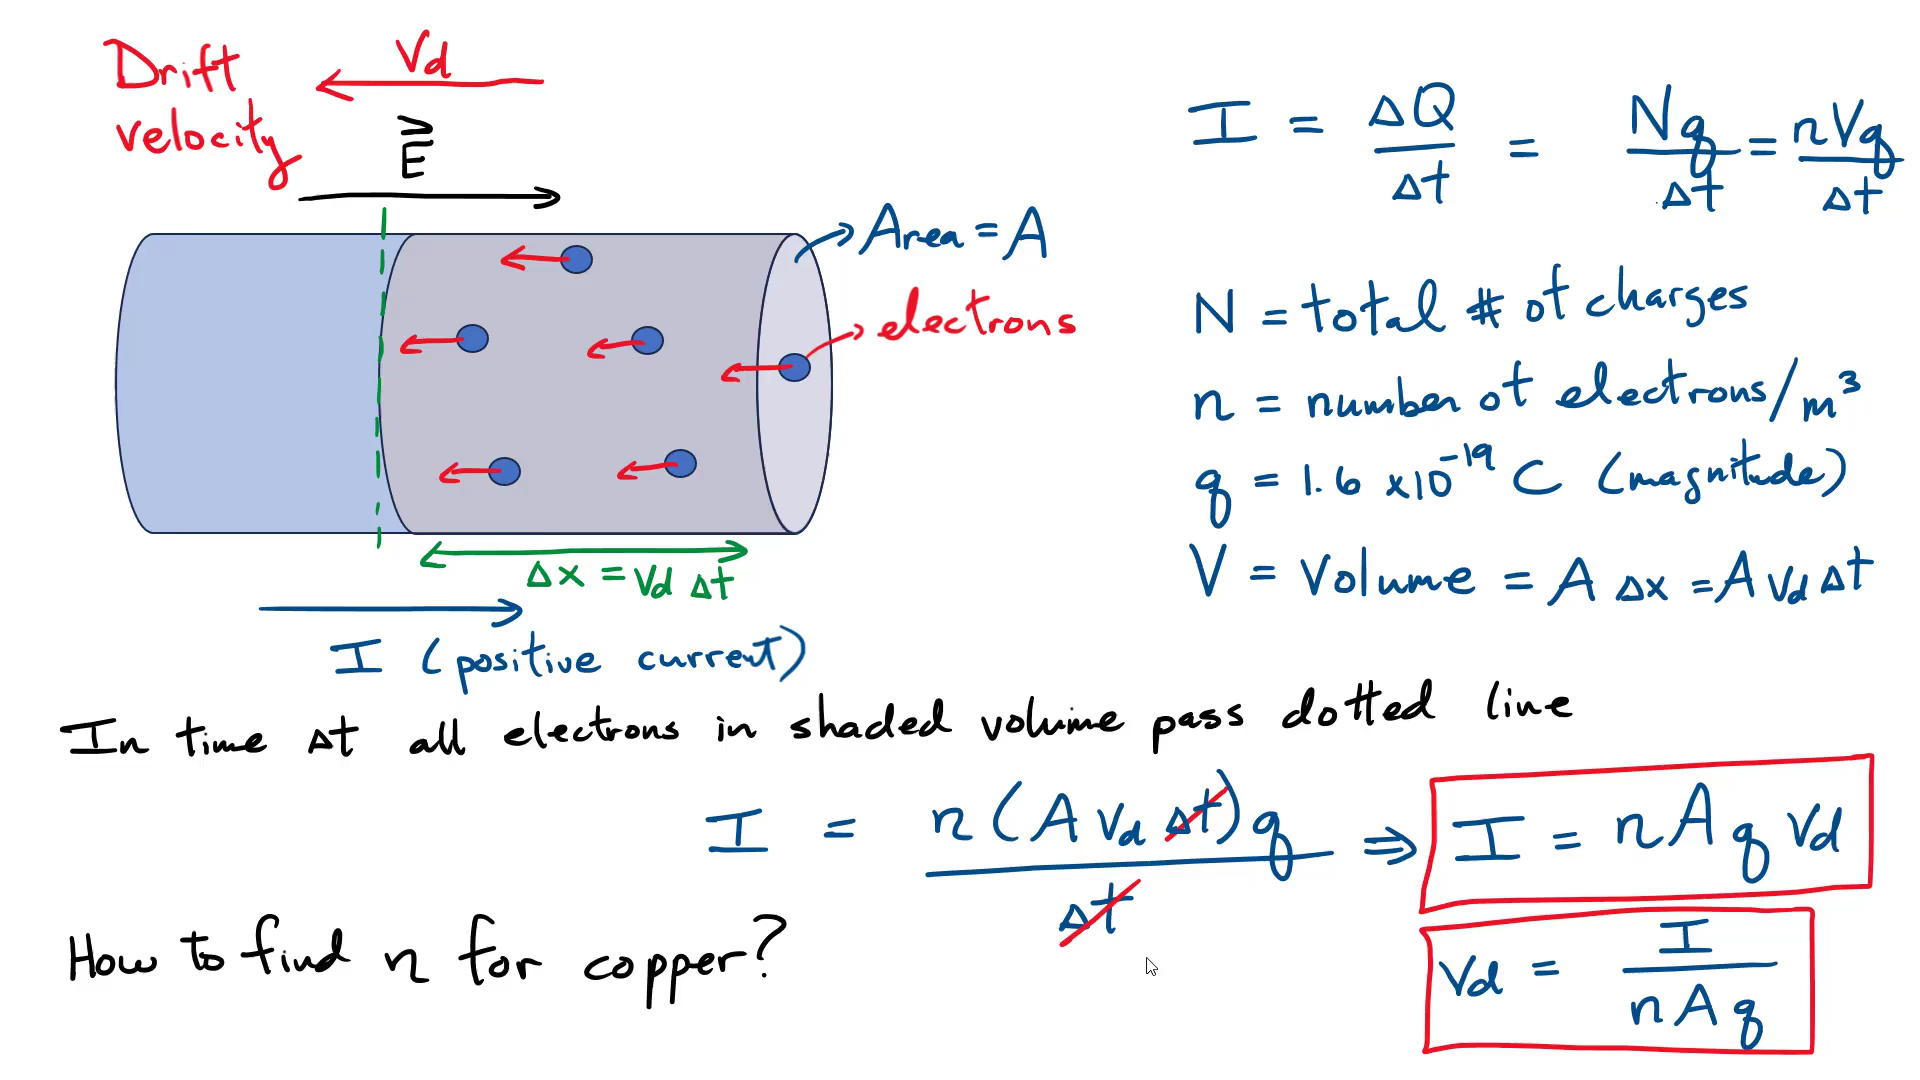 Drift velocity
Vd
E⃗
Area = A
electrons
Δx = Vd Δt
I (positive current)
I = ΔQ/Δt = Nq/Δt = nVq/Δt
N = total # of charges
n = number of electrons/m³
q = 1.6 x10⁻¹⁹ C (magnitude)
V = Volume = A Δx = A Vd Δt
In time Δt all electrons in shaded volume pass dotted line
I = n(A Vd Δt)q/Δt ⇒ I = nAq Vd
How to find n for copper?
Vd = I/nAq